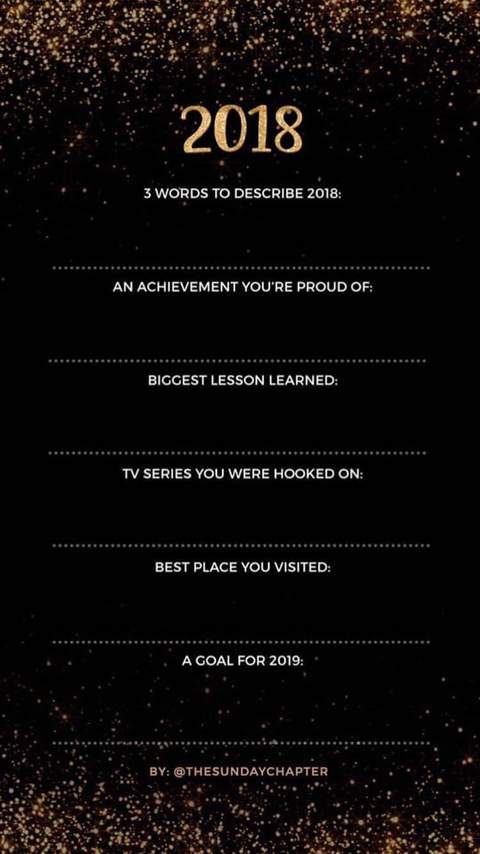 2018
3 WORDS TO DESCRIBE 2018:
AN ACHIEVEMENT YOU'RE PROUD OF:
BIGGEST LESSON LEARNED:
TV SERIES YOU WERE HOOKED ON:
BEST PLACE YOU VISITED:
A GOAL FOR 2019:
BY: @THESUNDAYCHAPTER